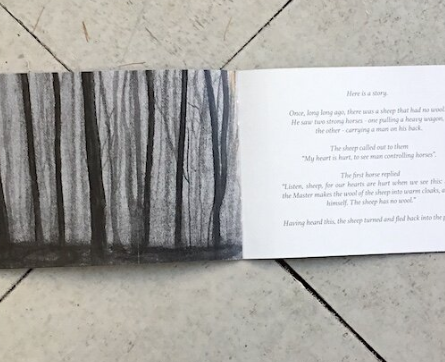 Here is a story.
Once, long long ago, there was a sheep that had no wool.
He saw two strong horses - one pulling a heavy wagon,
the other - carrying a man on his back.
The sheep called out to them
"My heart is hurt, to see man controlling horses".
The first horse replied
"Listen, sheep, for our hearts are hurt when we see this:
the Master makes the wool of the sheep into warm cloaks,
himself. The sheep has no wool."
Having heard this, the sheep turned and fled back into the